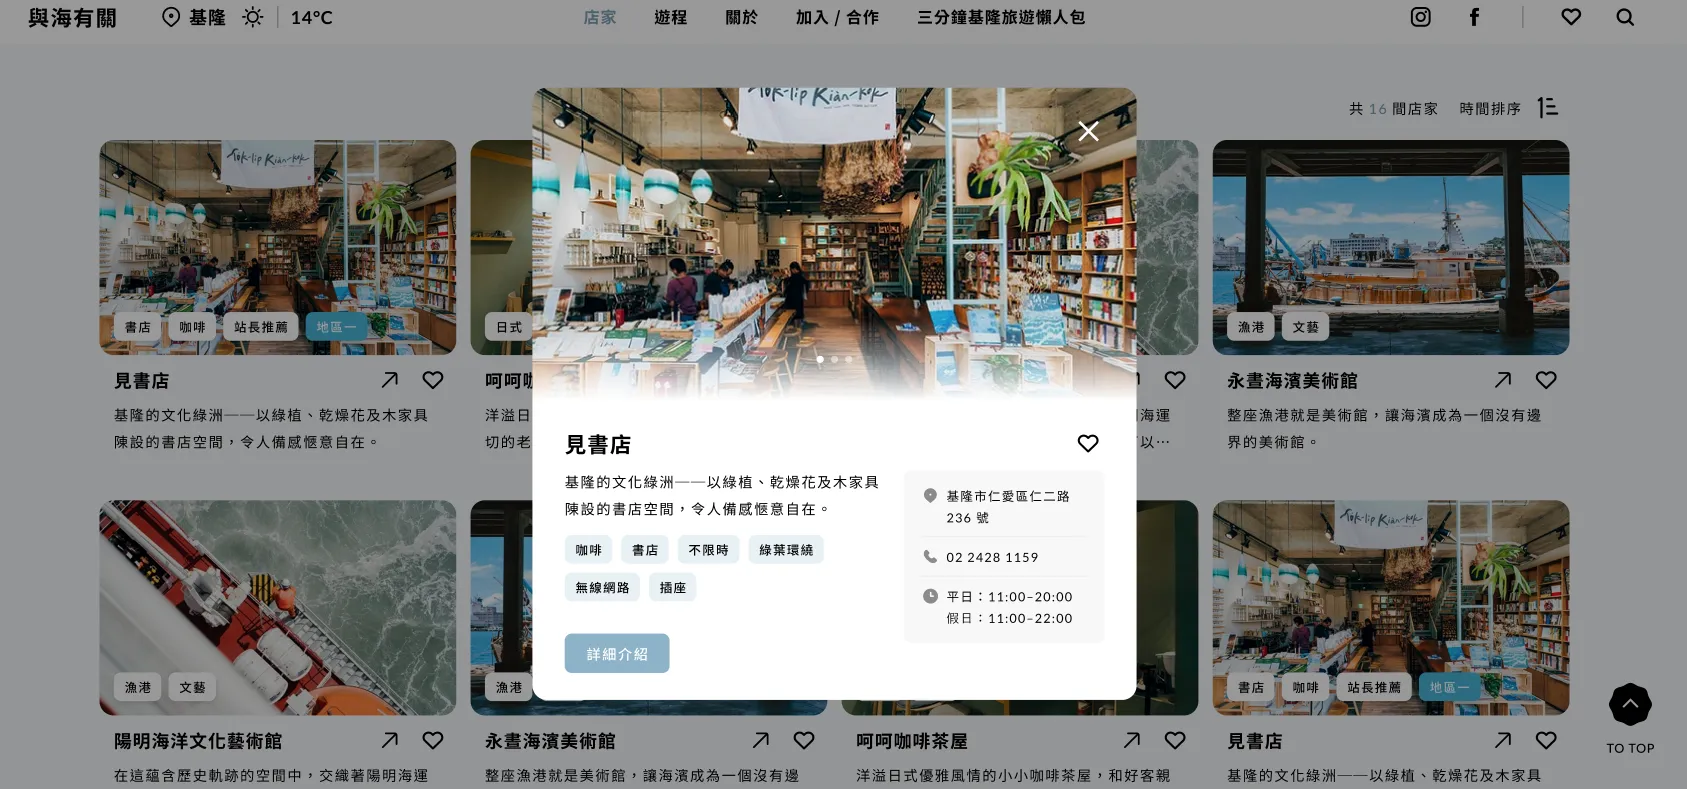 與海有關
基隆
14°C
店家
遊程
關於
加入 / 合作
三分鐘基隆旅遊懶人包
共 16 間店家
時間排序
Tok-lip Kiàn-kok
Tok-lip Kiàn-kok
書店
咖啡
站長推薦
地區一
日式
漁港
文藝
見書店
呵呵咖
永晝海濱美術館
基隆的文化綠洲——以綠植、乾燥花及木家具
陳設的書店空間，令人備感愜意自在。
洋溢日
切的老
海運
以⋯
整座漁港就是美術館，讓海濱成為一個沒有邊
界的美術館。
見書店
基隆的文化綠洲——以綠植、乾燥花及木家具
陳設的書店空間，令人備感愜意自在。
咖啡
書店
不限時
綠葉環繞
無線網路
插座
詳細介紹
基隆市仁愛區仁二路
236 號
02 2428 1159
平日：11:00–20:00
假日：11:00–22:00
Tok-lip Kiàn-kok
漁港
文藝
漁港
書店
咖啡
站長推薦
地區一
陽明海洋文化藝術館
永晝海濱美術館
呵呵咖啡茶屋
見書店
在這蘊含歷史軌跡的空間中，交織著陽明海運
整座漁港就是美術館，讓海濱成為一個沒有邊
洋溢日式優雅風情的小小咖啡茶屋，和好客親
基隆的文化綠洲——以綠植、乾燥花及木家具
TO TOP